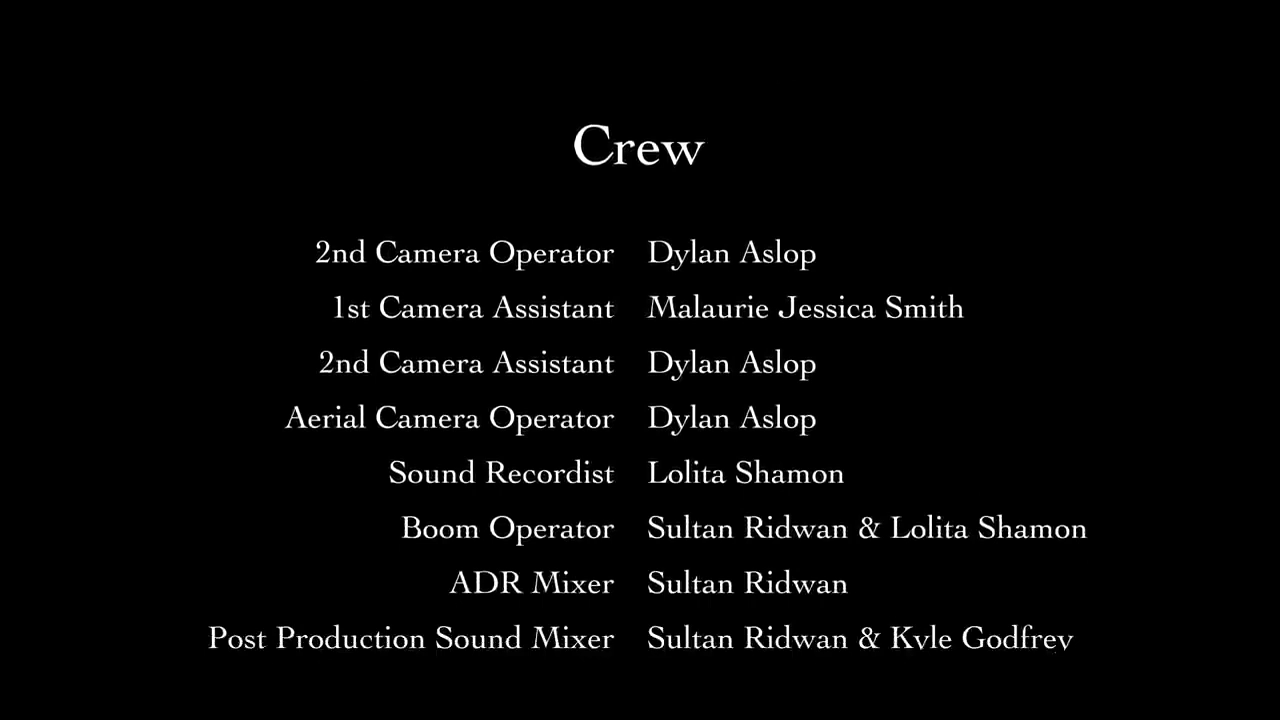 Crew
2nd Camera Operator Dylan Aslop
1st Camera Assistant Malaurie Jessica Smith
2nd Camera Assistant Dylan Aslop
Aerial Camera Operator Dylan Aslop
Sound Recordist Lolita Shamon
Boom Operator Sultan Ridwan & Lolita Shamon
ADR Mixer Sultan Ridwan
Post Production Sound Mixer Sultan Ridwan & Kyle Godfrey